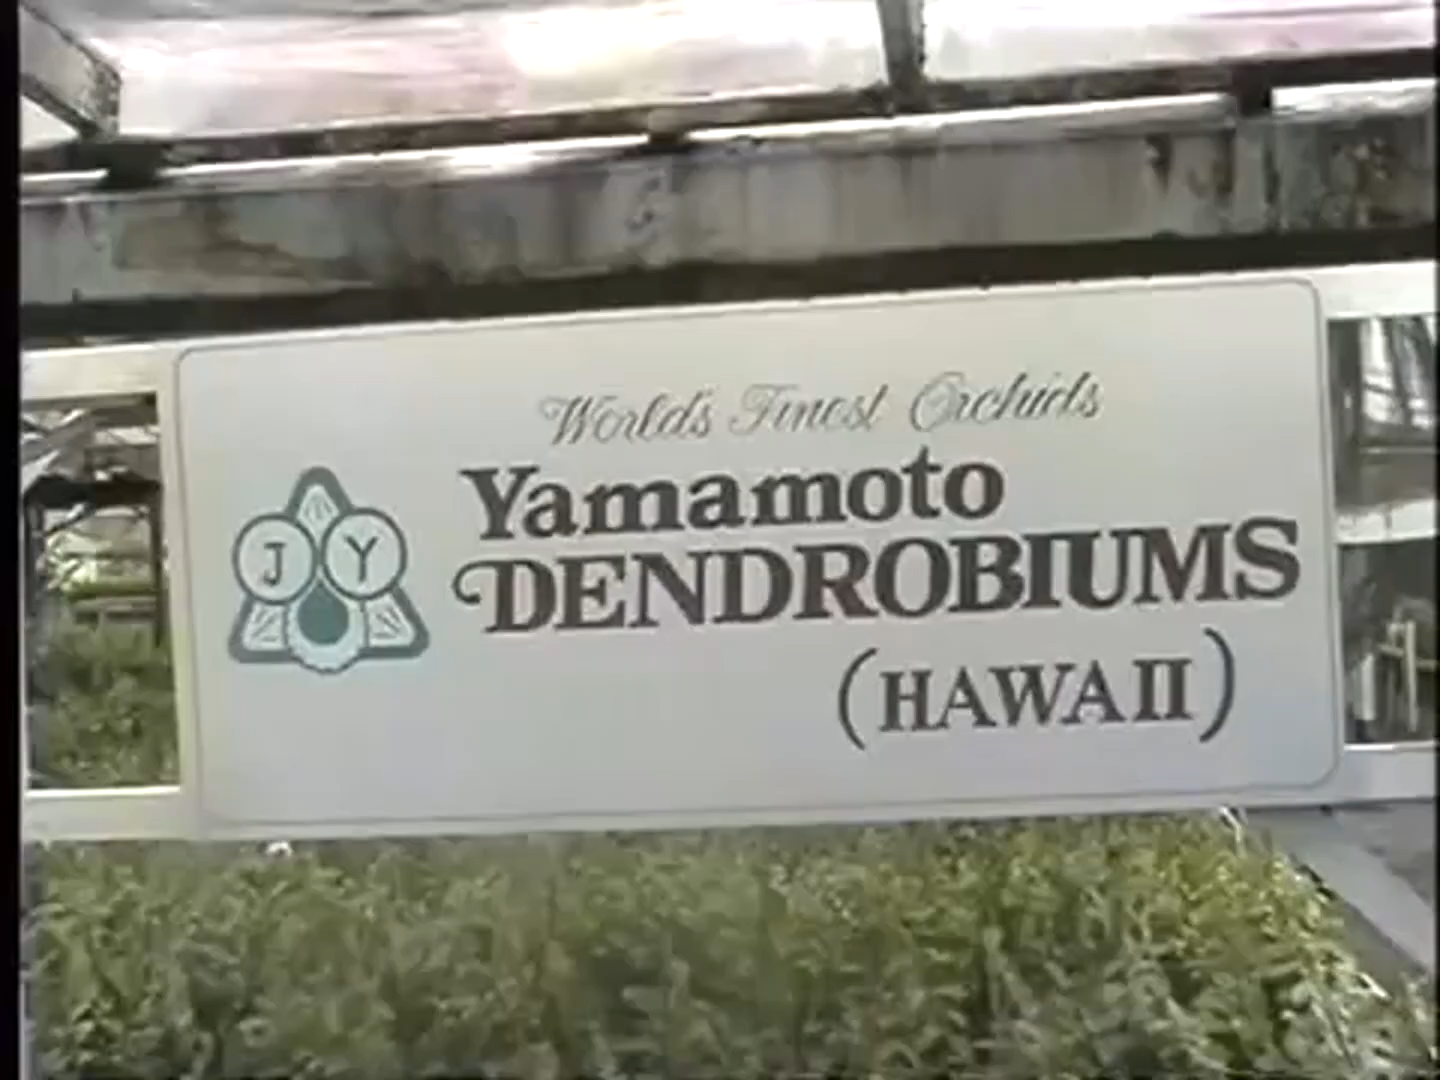 World's Finest Orchids
Yamamoto
DENDROBIUMS
(HAWAII)
J Y